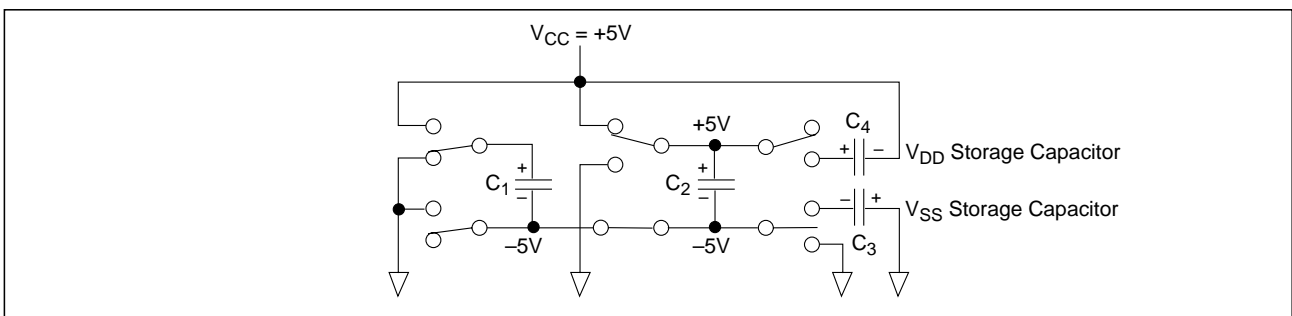 V_CC = +5V
+5V
C_4
+ –
V_DD Storage Capacitor
+
C_1
–
+
C_2
–
– +
V_SS Storage Capacitor
C_3
–5V
–5V